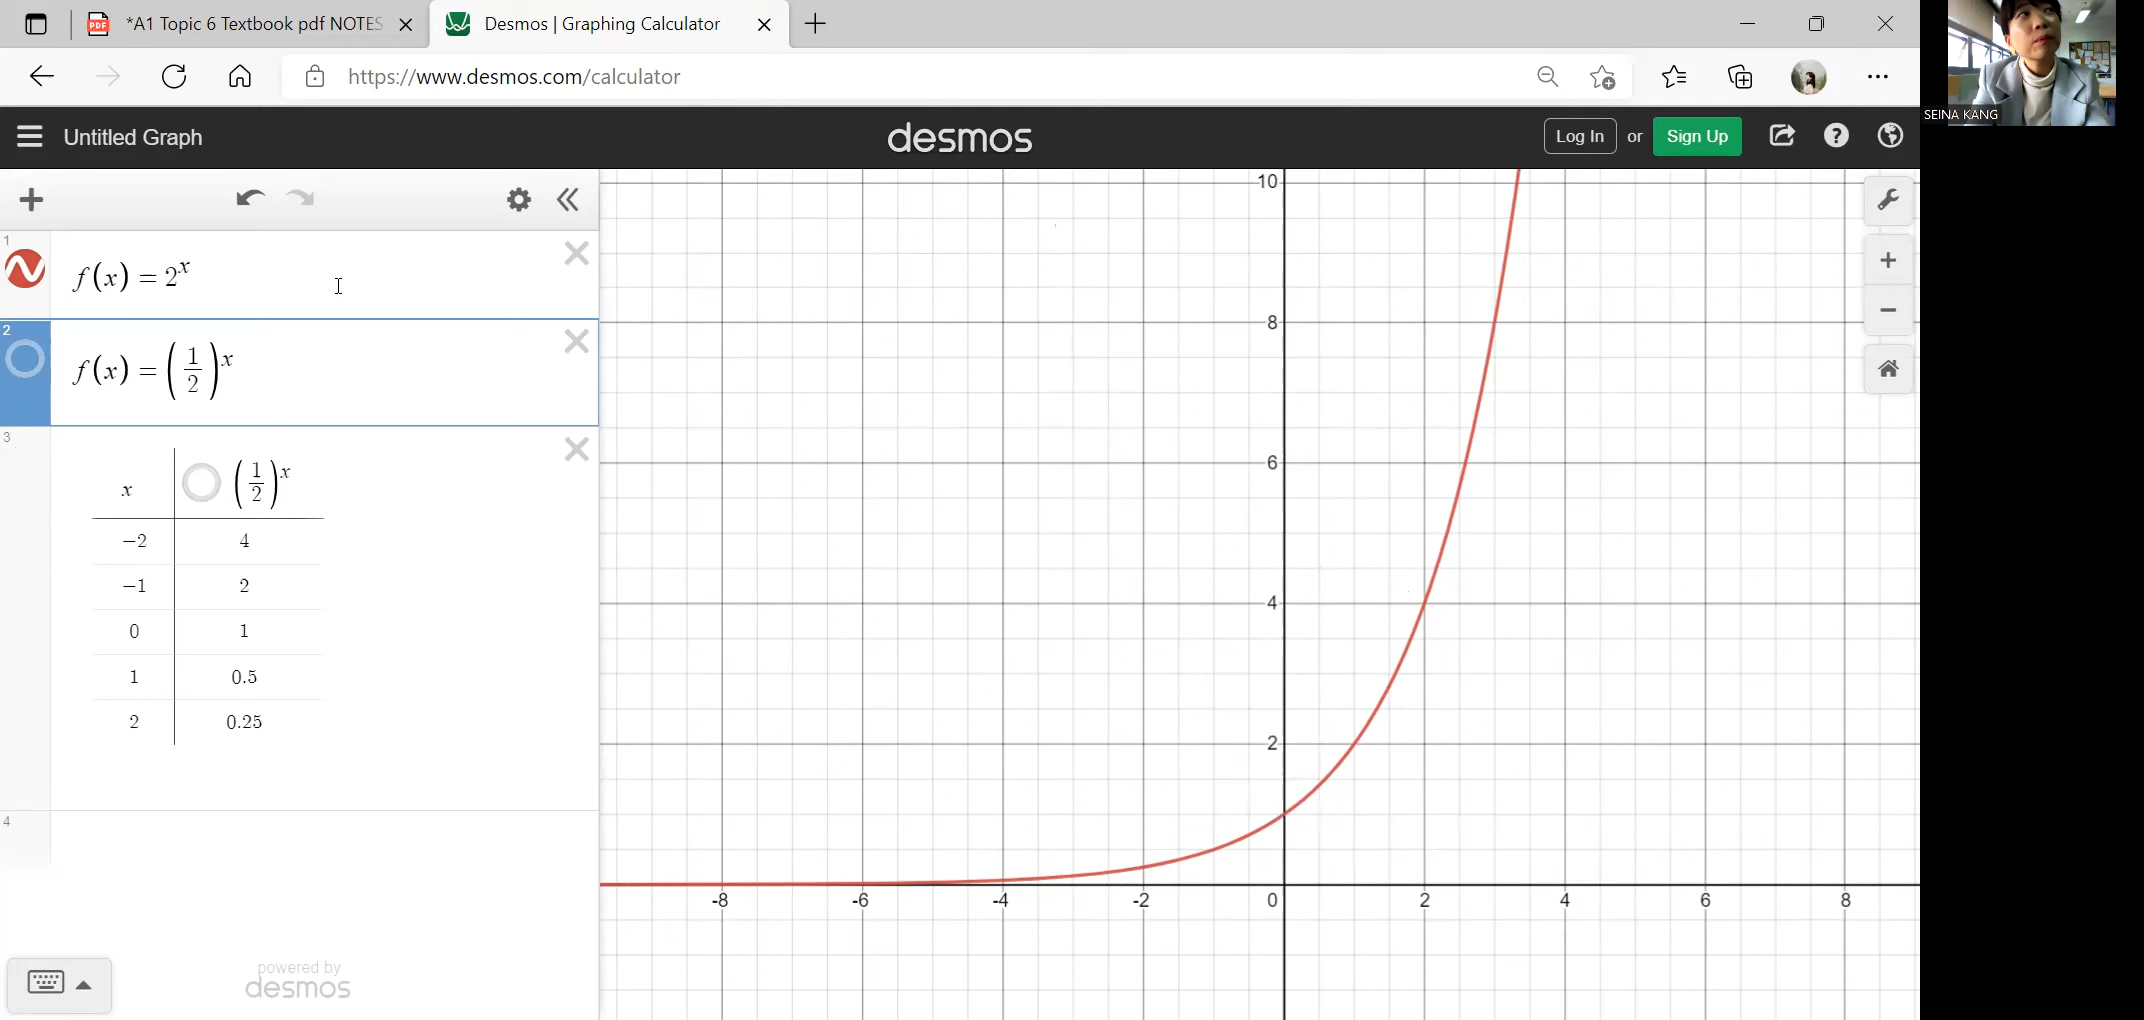 *A1 Topic 6 Textbook pdf NOTES
Desmos | Graphing Calculator
https://www.desmos.com/calculator
SEINA KANG
Untitled Graph
desmos
Log In or Sign Up
1
f(x) = 2^x
2
f(x) = (1/2)^x
3
x (1/2)^x
−2 4
−1 2
0 1
1 0.5
2 0.25
4
powered by
desmos
10
8
6
4
2
-8 -6 -4 -2 0 2 4 6 8
PDF